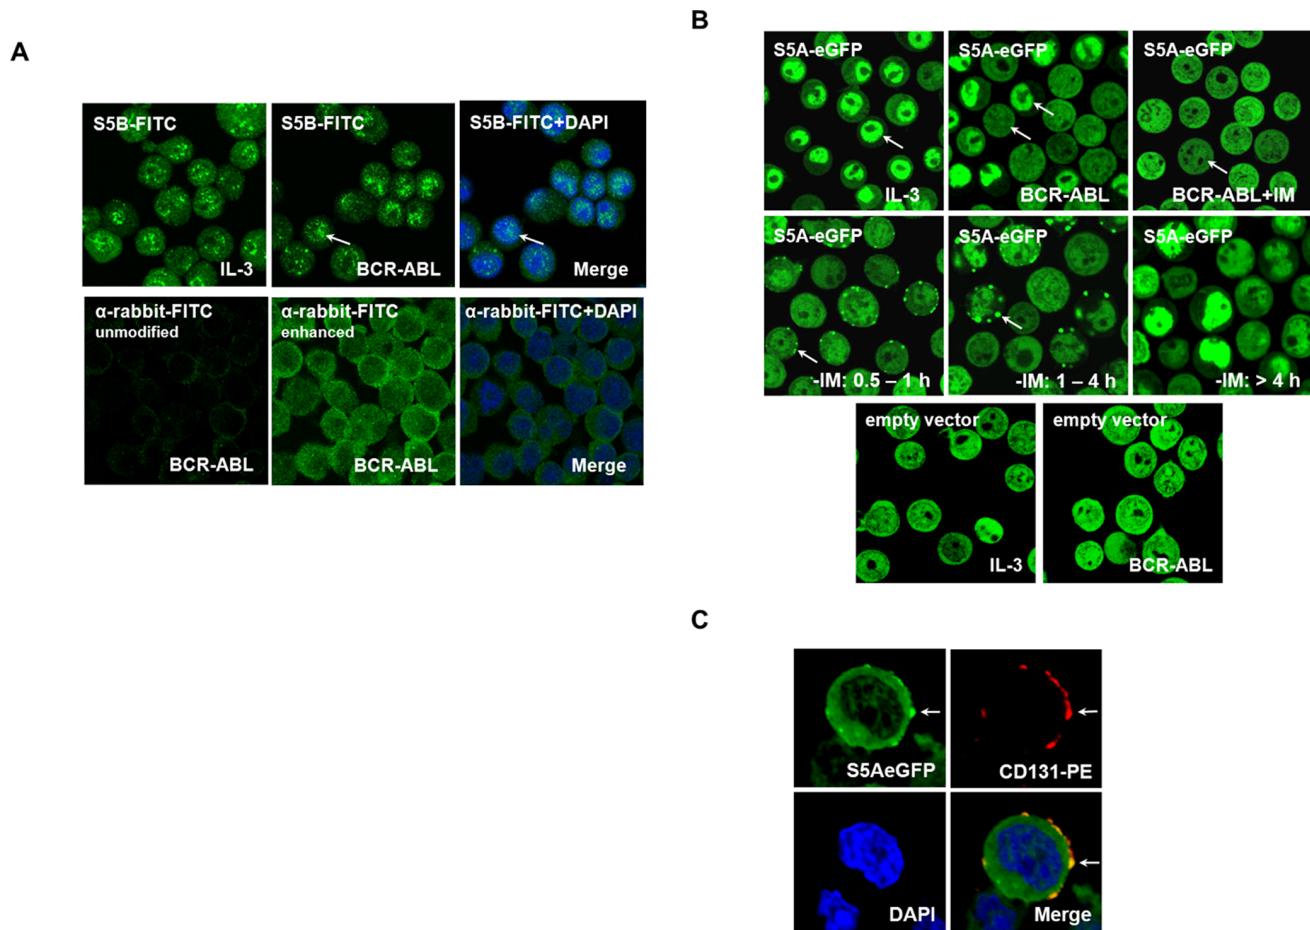 A
S5B-FITC
IL-3
S5B-FITC
BCR-ABL
S5B-FITC+DAPI
Merge
α-rabbit-FITC
unmodified
BCR-ABL
α-rabbit-FITC
enhanced
BCR-ABL
α-rabbit-FITC+DAPI
Merge
B
S5A-eGFP
IL-3
S5A-eGFP
BCR-ABL
S5A-eGFP
BCR-ABL+IM
S5A-eGFP
-IM: 0.5 – 1 h
S5A-eGFP
-IM: 1 – 4 h
S5A-eGFP
-IM: > 4 h
empty vector
IL-3
empty vector
BCR-ABL
C
S5AeGFP
CD131-PE
DAPI
Merge